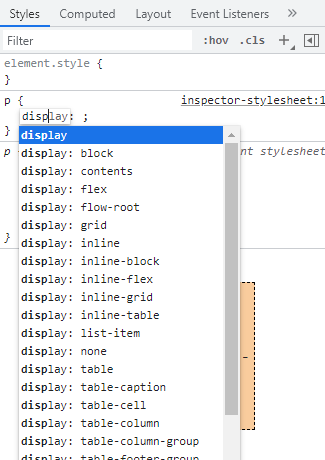 Styles Computed Layout Event Listeners »
Filter :hov .cls +
element.style {
}
p { inspector-stylesheet:1
display: ;
}
display
p
display: block
nt stylesheet
display: contents
display: flex
display: flow-root
display: grid
}
display: inline
display: inline-block
display: inline-flex
display: inline-grid
display: inline-table
display: list-item
display: none
display: table
display: table-caption
display: table-cell
display: table-column
display: table-column-group
display: table-footer-group